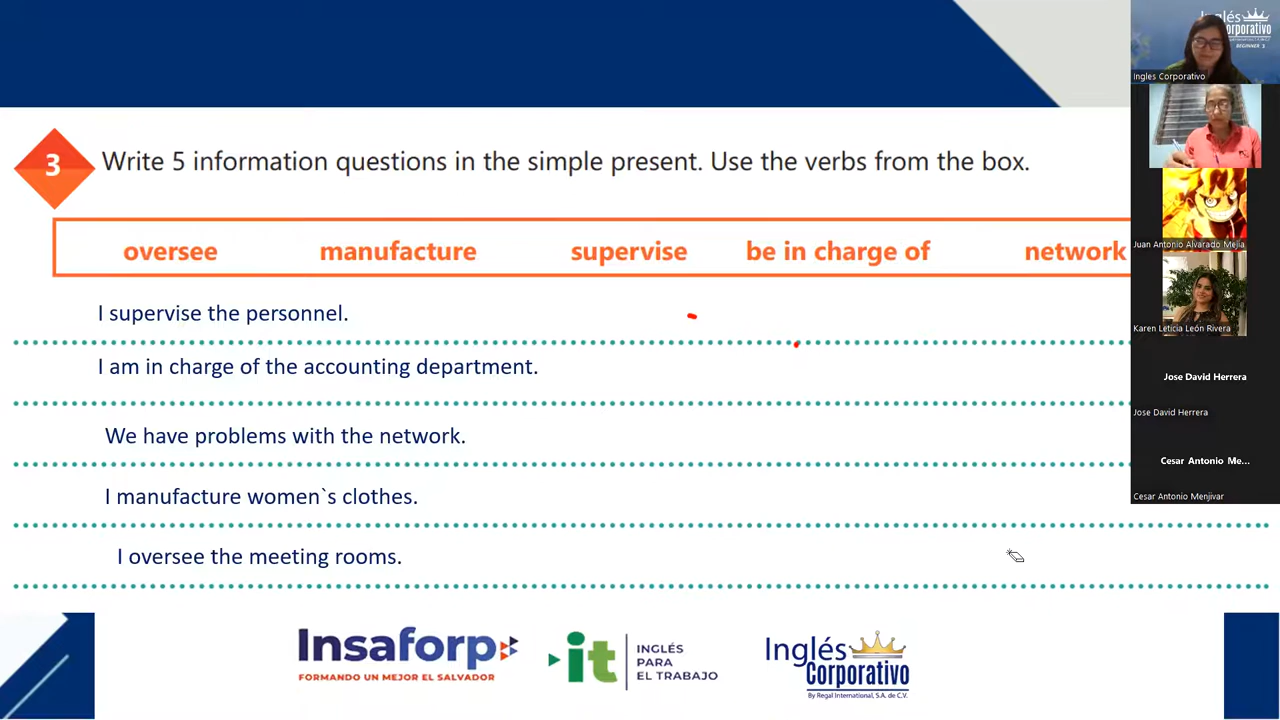 Inglés
Corporativo
BEGINNER 3
Ingles Corporativo
3
Write 5 information questions in the simple present. Use the verbs from the box.
oversee manufacture supervise be in charge of network
I supervise the personnel.
I am in charge of the accounting department.
We have problems with the network.
I manufacture women`s clothes.
I oversee the meeting rooms.
Juan Antonio Alvarado Mejia
Karen Leticia León Rivera
Jose David Herrera
Jose David Herrera
Cesar Antonio Me...
Cesar Antonio Menjivar
Insaforp
FORMANDO UN MEJOR EL SALVADOR
it
INGLÉS
PARA
EL TRABAJO
Inglés
Corporativo
By Regal International, S.A. de C.V.